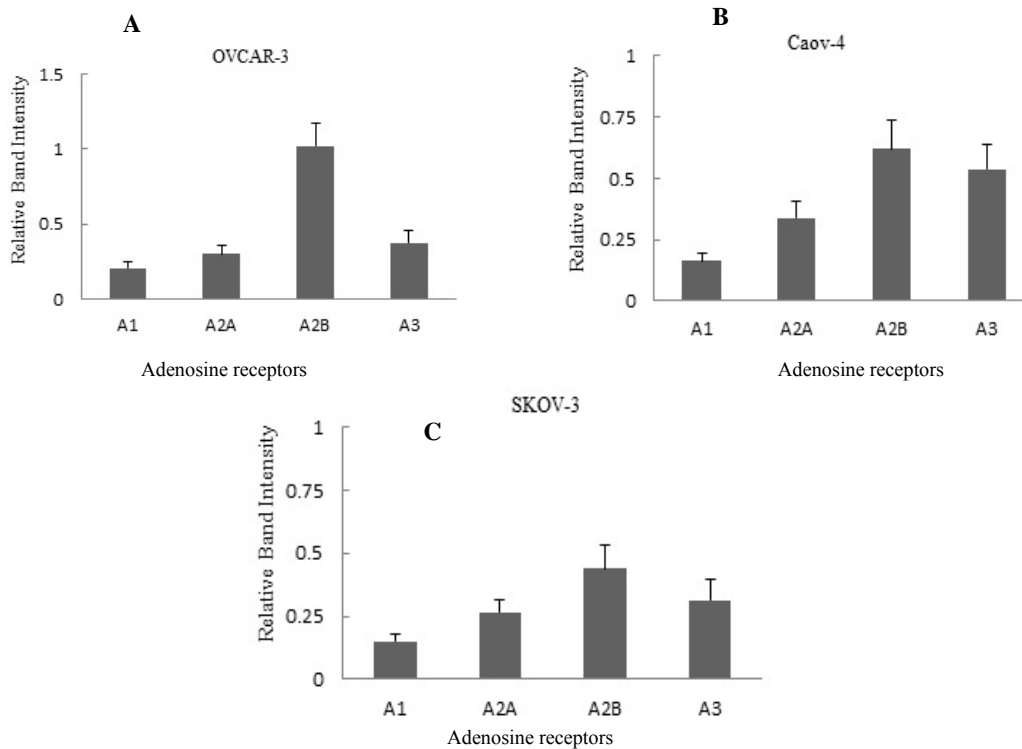 A
OVCAR-3
Relative Band Intensity
1.5
1
0.5
0
A1 A2A A2B A3
Adenosine receptors
B
Caov-4
Relative Band Intensity
1
0.75
0.5
0.25
0
A1 A2A A2B A3
Adenosine receptors
SKOV-3
C
Relative Band Intensity
1
0.75
0.5
0.25
0
A1 A2A A2B A3
Adenosine receptors